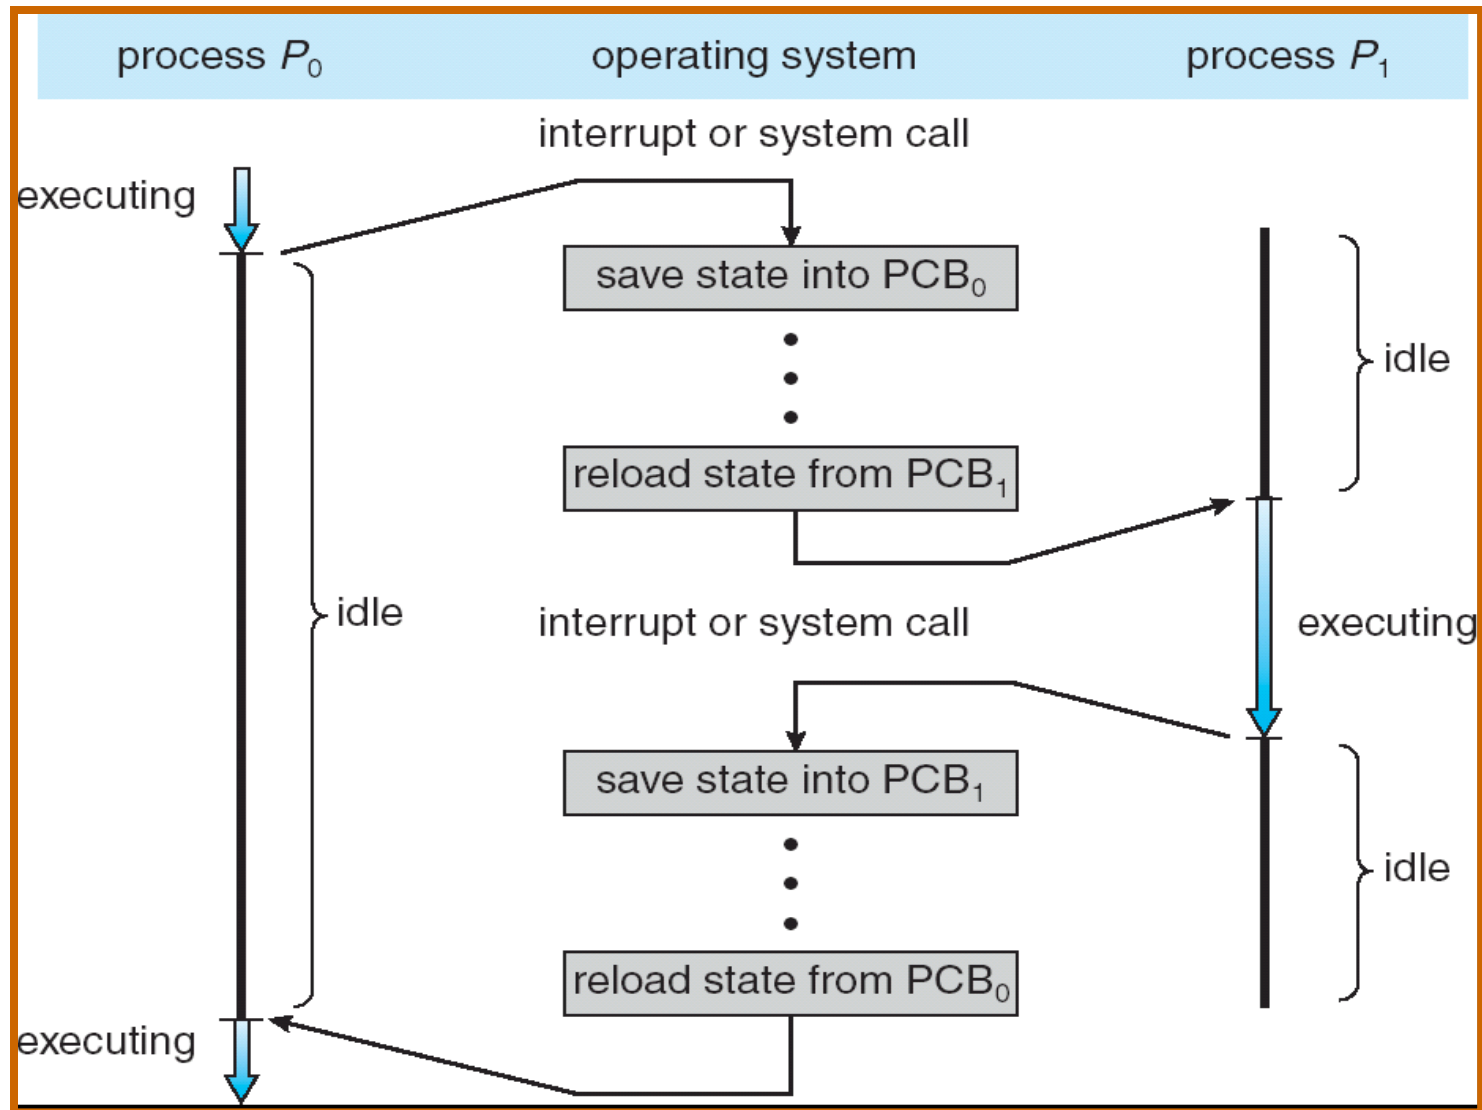 process P₀ operating system process P₁
interrupt or system call
executing
save state into PCB₀
idle
reload state from PCB₁
idle
interrupt or system call
executing
save state into PCB₁
idle
reload state from PCB₀
executing